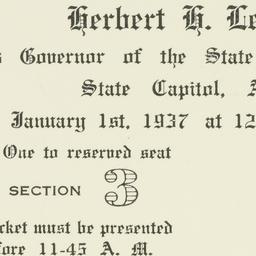 Herbert H. Le
s Governor of the State
State Capitol, A
January 1st, 1937 at 12
One to reserved seat
SECTION 3
cket must be presented
fore 11-45 A. M.